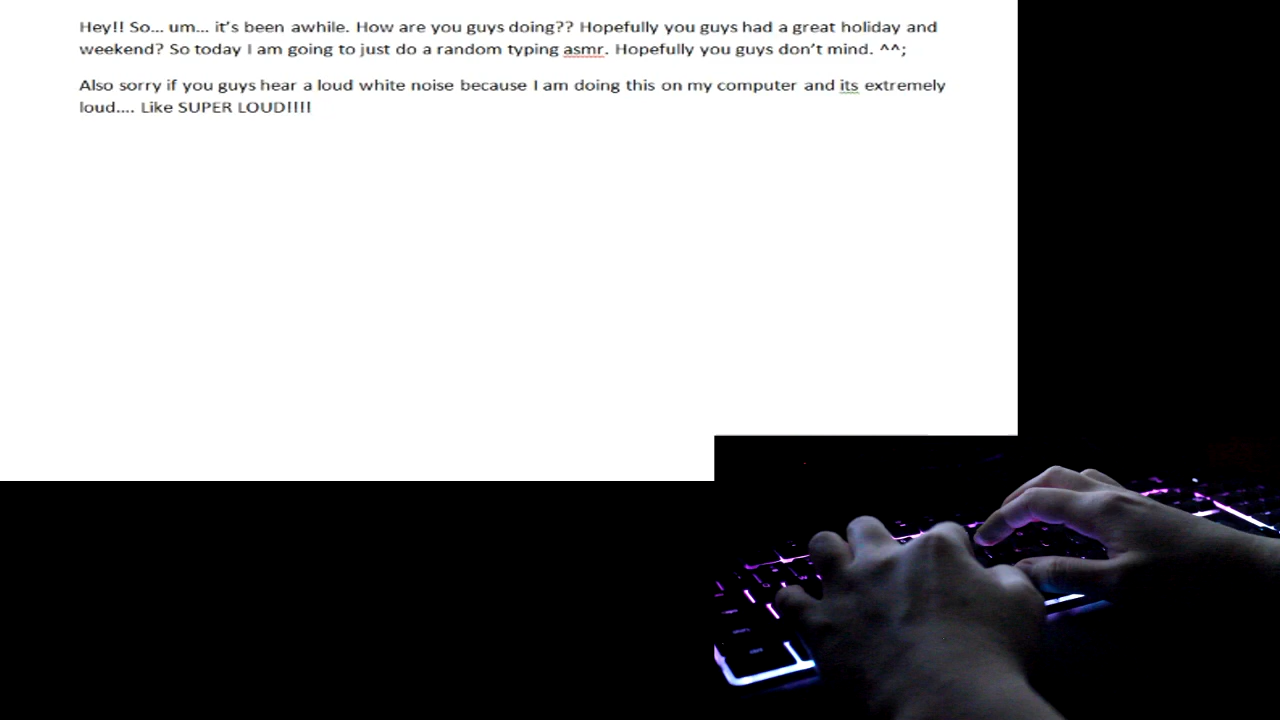 Hey!! So... um... it’s been awhile. How are you guys doing?? Hopefully you guys had a great holiday and
weekend? So today I am going to just do a random typing asmr. Hopefully you guys don’t mind. ^^;
Also sorry if you guys hear a loud white noise because I am doing this on my computer and its extremely
loud.... Like SUPER LOUD!!!!